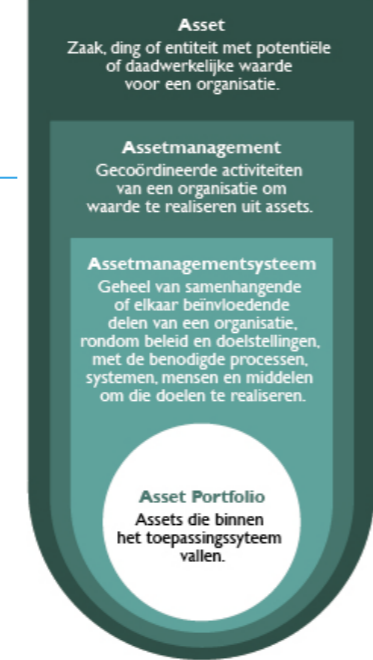 Asset
Zaak, ding of entiteit met potentiële
of daadwerkelijke waarde
voor een organisatie.
Assetmanagement
Gecoördineerde activiteiten
van een organisatie om
waarde te realiseren uit assets.
Assetmanagementsysteem
Geheel van samenhangende
of elkaar beïnvloedende
delen van een organisatie,
rondom beleid en doelstellingen,
met de benodigde processen,
systemen, mensen en middelen
om die doelen te realiseren.
Asset Portfolio
Assets die binnen
het toepassingssyteem
vallen.